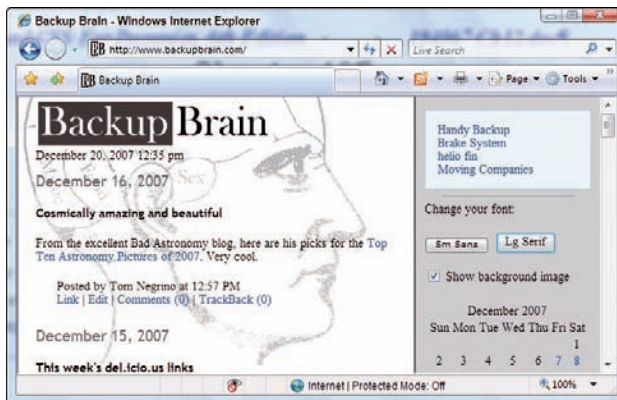 Backup Brain - Windows Internet Explorer
http://www.backupbrain.com/
Live Search
Backup Brain
Page
Tools
Backup Brain
December 20, 2007 12:35 pm
December 16, 2007
Sex
Cosmically amazing and beautiful
From the excellent Bad Astronomy blog, here are his picks for the Top
Ten Astronomy Pictures of 2007. Very cool.
Posted by Tom Negrino at 12:57 PM
Link | Edit | Comments (0) | TrackBack (0)
December 15, 2007
This week's del.icio.us links
Handy Backup
Brake System
helio fin
Moving Companies
Change your font:
Sm Sans
Lg Serif
Show background image
December 2007
Sun Mon Tue Wed Thu Fri Sat
1
2 3 4 5 6 7 8
Internet | Protected Mode: Off
100%